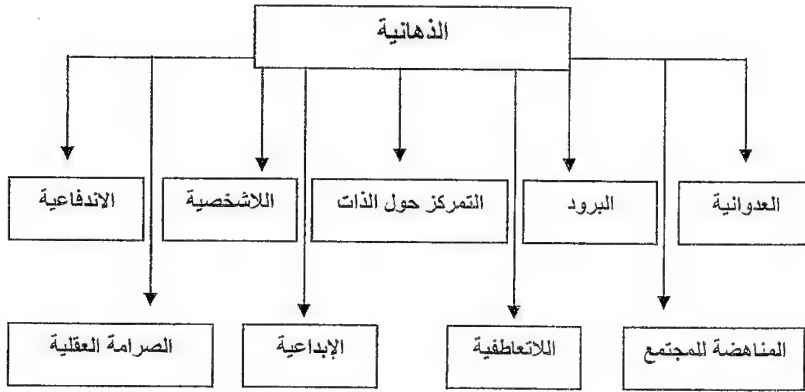 الذهانية
العدوانية
البرود
التمركز حول الذات
اللاشخصية
الاندفاعية
المناهضة للمجتمع
اللاتعاطفية
الإبداعية
الصرامة العقلية